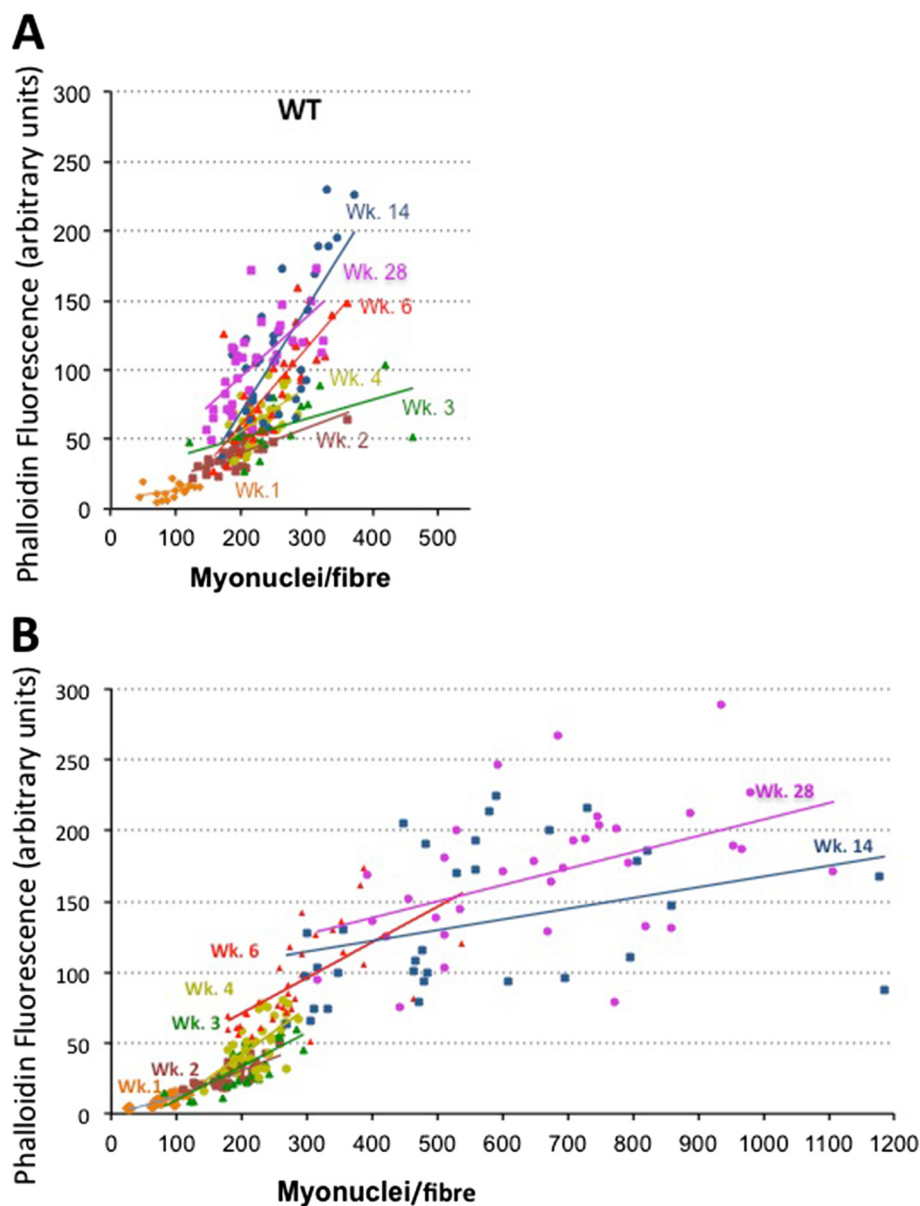 A
Phalloidin Fluorescence (arbitrary units)
300
WT
250
Wk. 14
200
Wk. 28
150
Wk. 6
100
Wk. 4
Wk. 3
50
Wk. 2
Wk.1
0
0 100 200 300 400 500
Myonuclei/fibre
B
Phalloidin Fluorescence (arbitrary units)
300
250
Wk. 28
200
Wk. 14
150
Wk. 6
100
Wk. 4
Wk. 3
50
Wk. 2
Wk.1
0
0 100 200 300 400 500 600 700 800 900 1000 1100 1200
Myonuclei/fibre